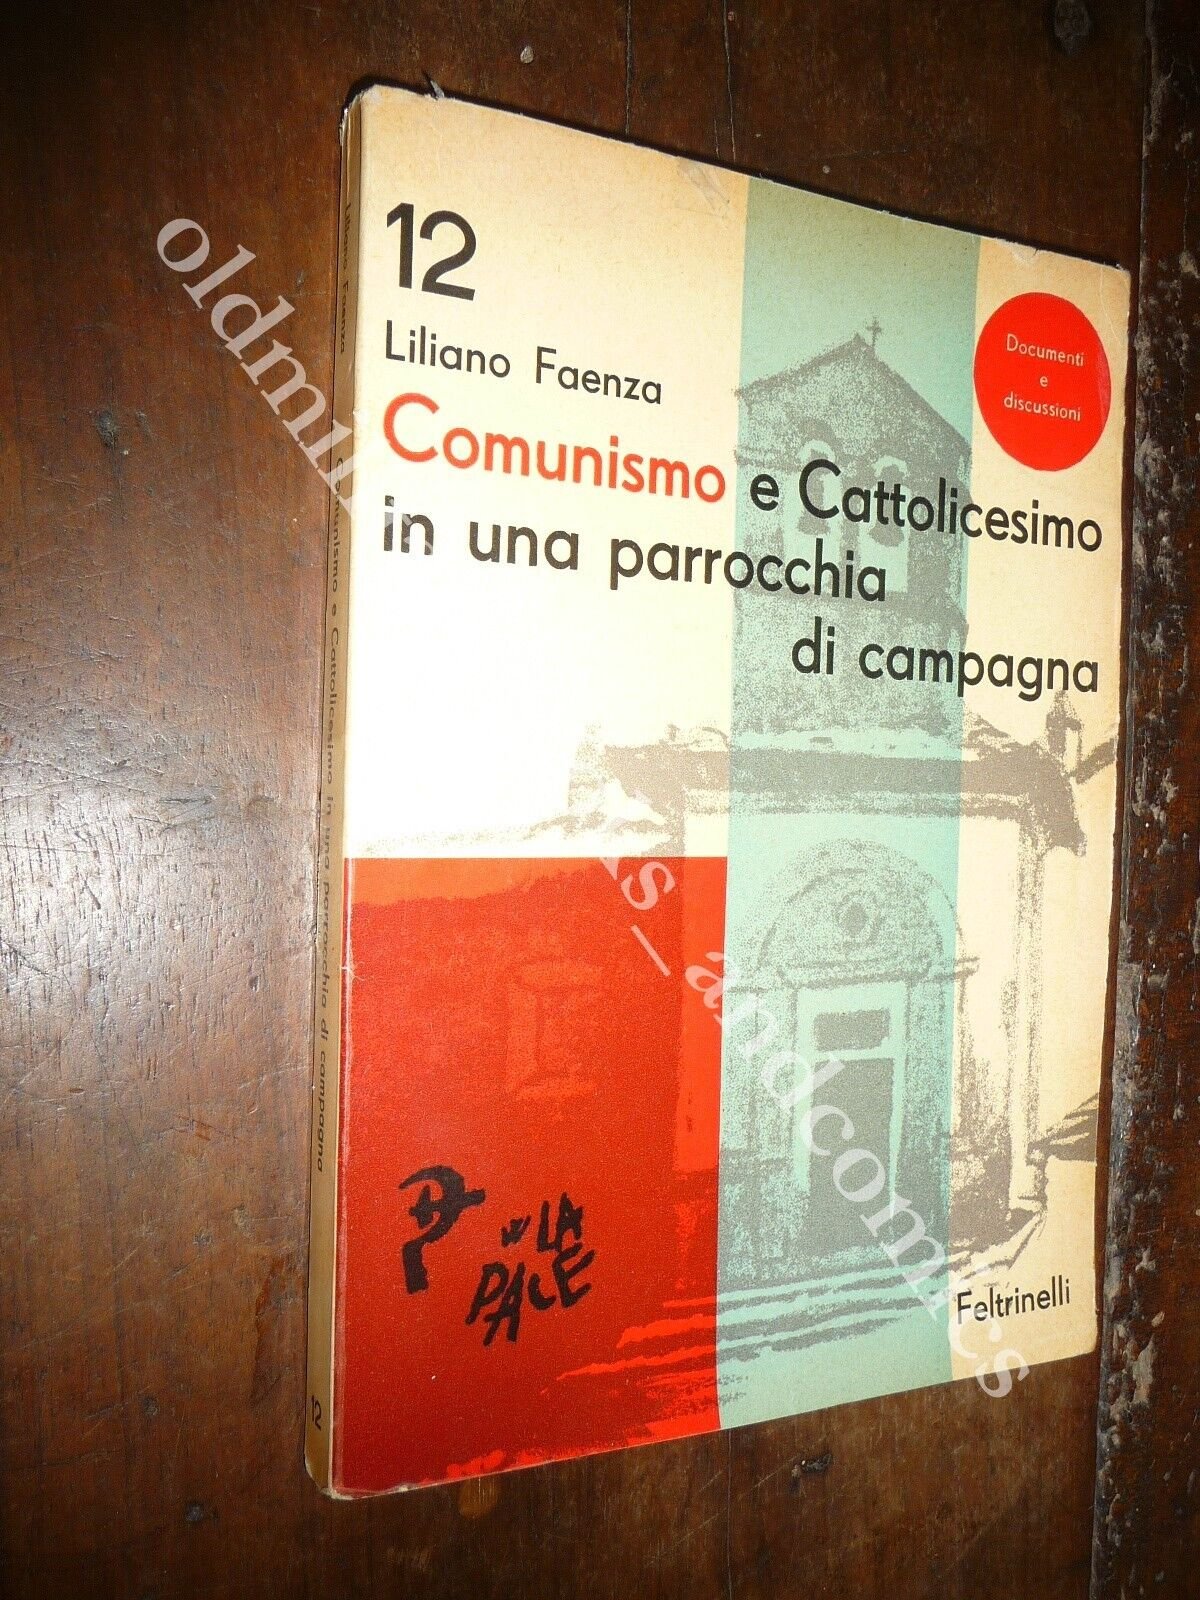 12
Liliano Faenza
Comunismo e Cattolicesimo
in una parrocchia
di campagna
Documenti
e
discussioni
W LA
PACE
Feltrinelli
Liliano Faenza
Comunismo e Cattolicesimo in una parrocchia di campagna
12